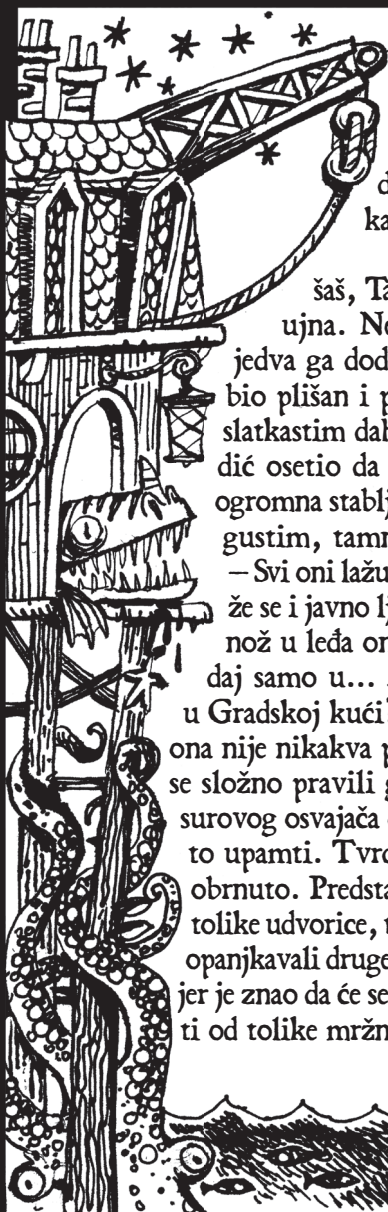 d
ka
šaš, Ta
ujna. Ne
jedva ga dod
bio plišan i p
slatkastim dah
dić osetio da
ogromna stablj
gustim, tamn
– Svi oni lažu
že se i javno lj
nož u leđa on
daj samo u...
u Gradskoj kući
ona nije nikakva p
se složno pravili g
surovog osvajača
to upamti. Tvrd
obrnuto. Predsta
tolike udvorice, t
opanjkavali druge
jer je znao da će se
ti od tolike mržn